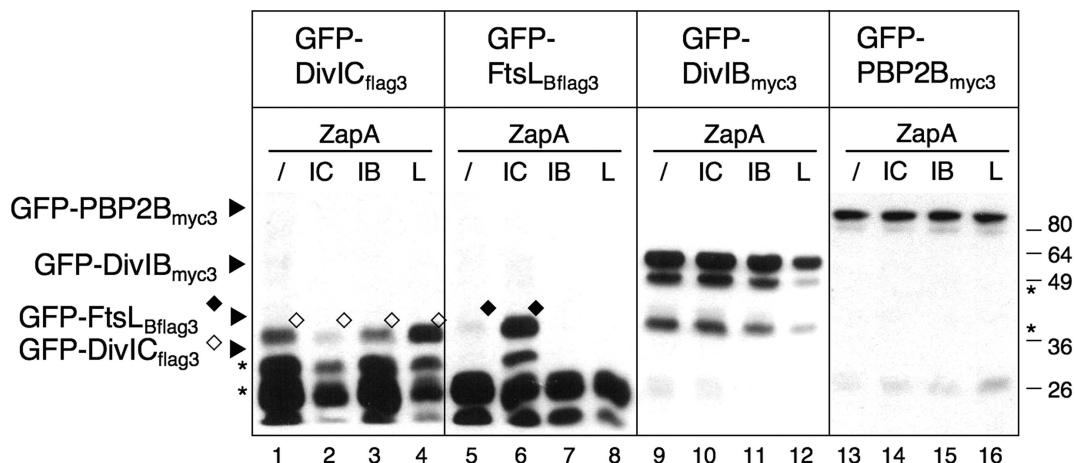 GFP- GFP- GFP- GFP-
DivICflag3 FtsLBflag3 DivIBmyc3 PBP2Bmyc3
ZapA ZapA ZapA ZapA
/ IC IB L / IC IB L / IC IB L / IC IB L
GFP-PBP2Bmyc3
80
GFP-DivIBmyc3
64
49
*
GFP-FtsLBflag3
*
GFP-DivICflag3
36
*
*
26
1 2 3 4 5 6 7 8 9 10 11 12 13 14 15 16